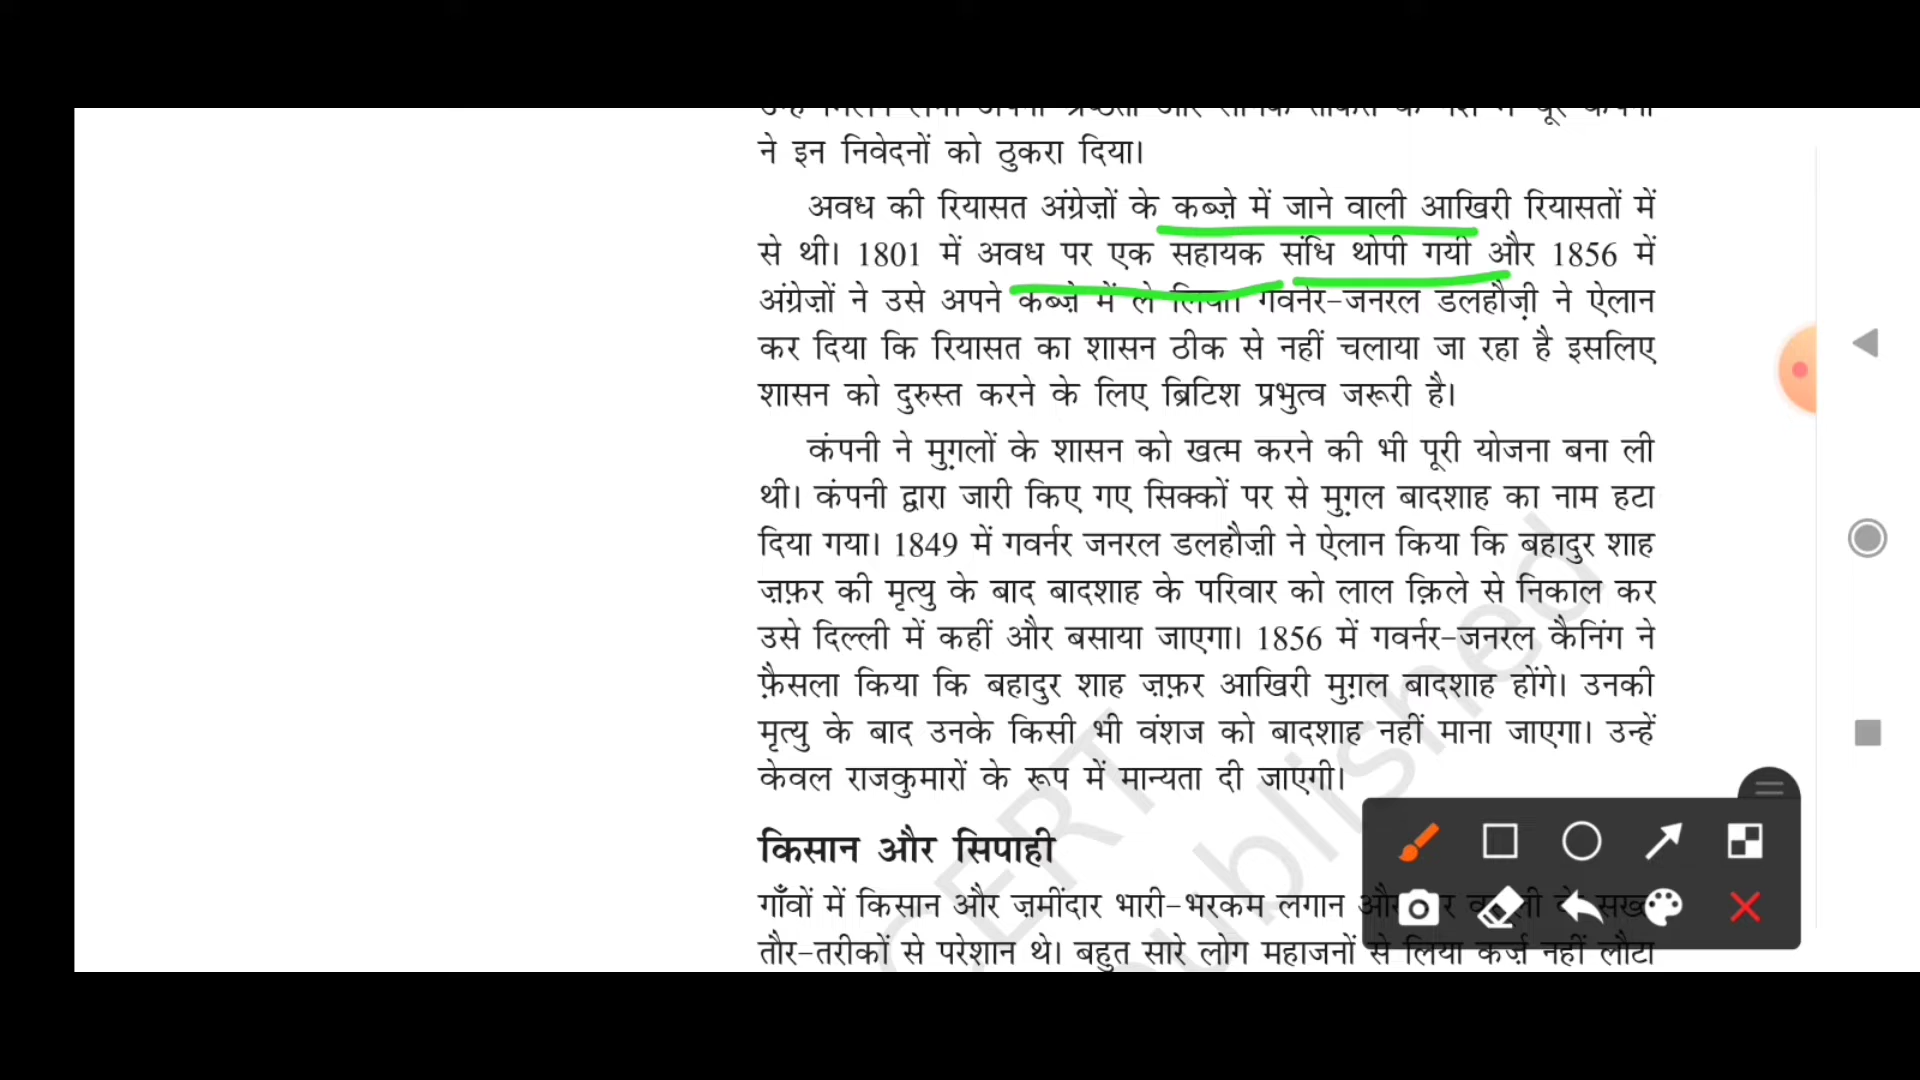 ने इन निवेदनों को ठुकरा दिया।
अवध की रियासत अंग्रेज़ों के कब्ज़े में जाने वाली आखिरी रियासतों में
से थी। 1801 में अवध पर एक सहायक संधि थोपी गयी और 1856 में
अंग्रेज़ों ने उसे अपने कब्ज़े में ले लिया। गवर्नर-जनरल डलहौज़ी ने ऐलान
कर दिया कि रियासत का शासन ठीक से नहीं चलाया जा रहा है इसलिए
शासन को दुरुस्त करने के लिए ब्रिटिश प्रभुत्व जरूरी है।
कंपनी ने मुग़लों के शासन को खत्म करने की भी पूरी योजना बना ली
थी। कंपनी द्वारा जारी किए गए सिक्कों पर से मुग़ल बादशाह का नाम हटा
दिया गया। 1849 में गवर्नर जनरल डलहौज़ी ने ऐलान किया कि बहादुर शाह
ज़फ़र की मृत्यु के बाद बादशाह के परिवार को लाल क़िले से निकाल कर
उसे दिल्ली में कहीं और बसाया जाएगा। 1856 में गवर्नर-जनरल कैनिंग ने
फ़ैसला किया कि बहादुर शाह ज़फ़र आखिरी मुग़ल बादशाह होंगे। उनकी
मृत्यु के बाद उनके किसी भी वंशज को बादशाह नहीं माना जाएगा। उन्हें
केवल राजकुमारों के रूप में मान्यता दी जाएगी।
किसान और सिपाही
गाँवों में किसान और ज़मींदार भारी-भरकम लगान
तौर-तरीकों से परेशान थे। बहुत सारे लोग महाजनों से लिया कर्ज़ नहीं लौटा